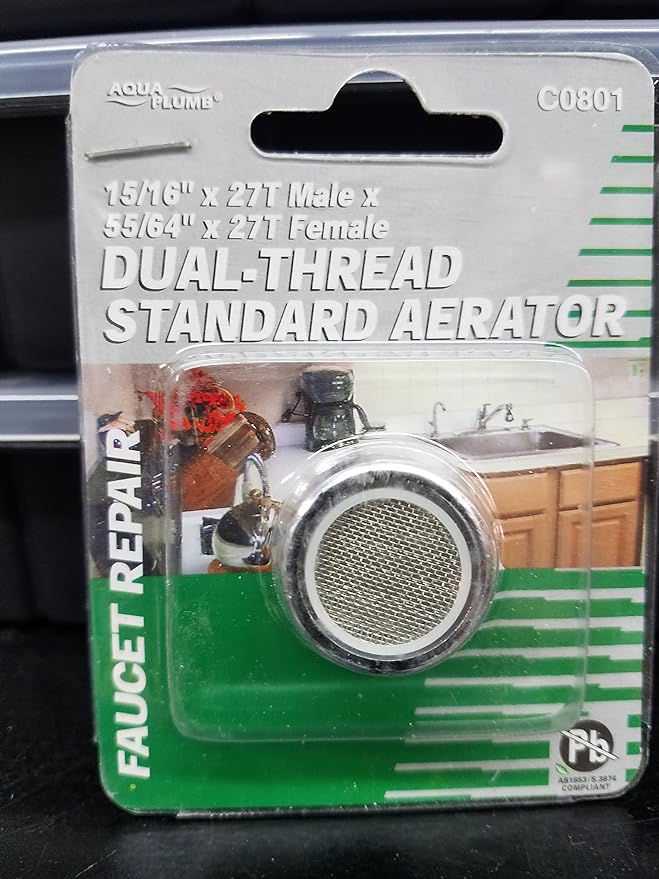 AQUA
PLUMB®
C0801
15/16" x 27T Male x
55/64" x 27T Female
DUAL-THREAD
STANDARD AERATOR
FAUCET REPAIR
Pb
AB1953/S.3874
COMPLIANT